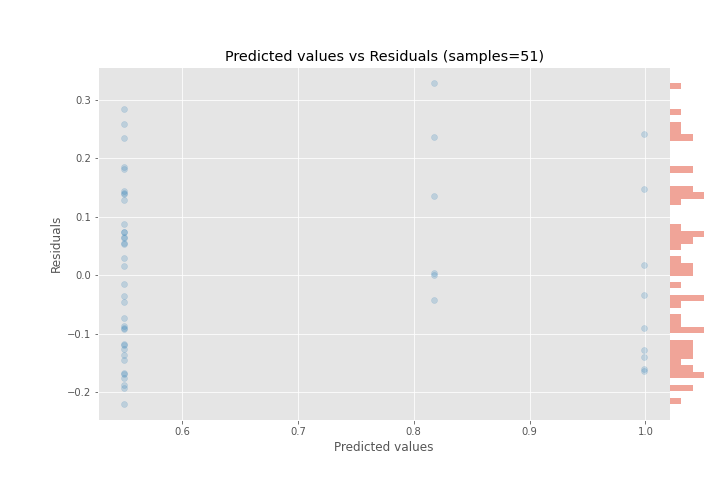 Predicted values vs Residuals (samples=51)
0.3
0.2
0.1
0.0
−0.1
−0.2
Residuals
0.6 0.7 0.8 0.9 1.0
Predicted values